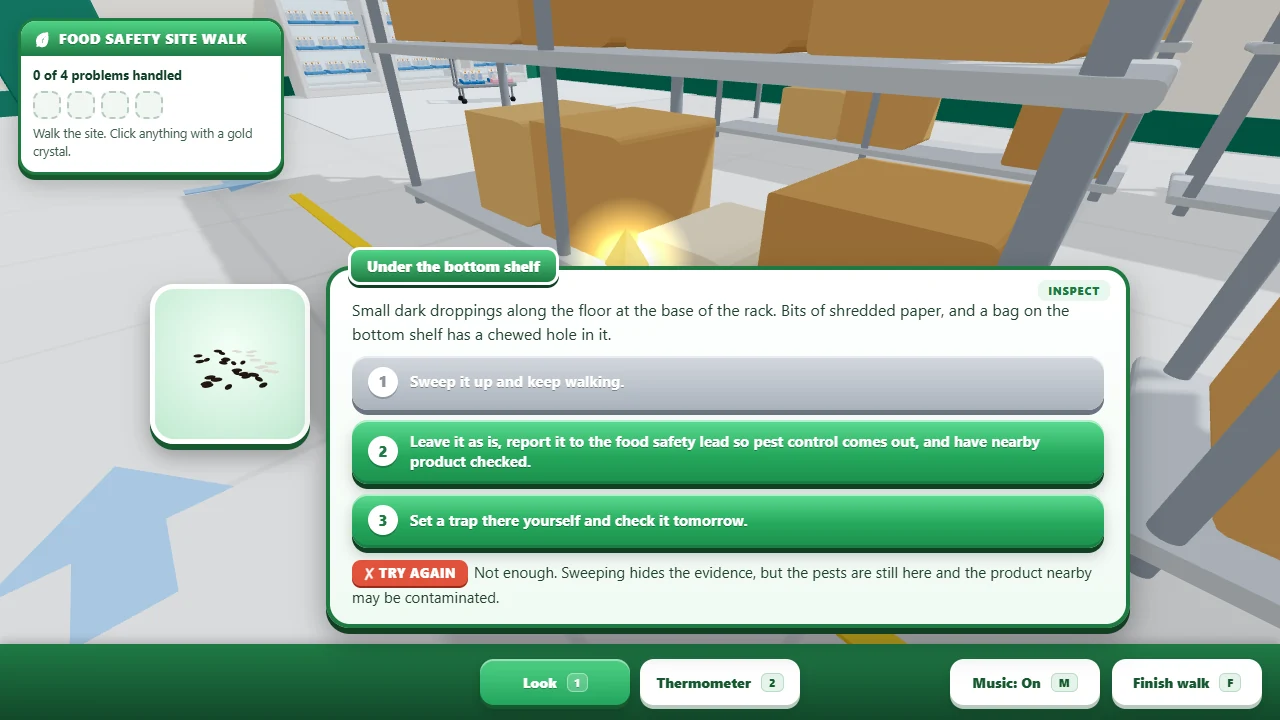 FOOD SAFETY SITE WALK
0 of 4 problems handled
Walk the site. Click anything with a gold
crystal.
Under the bottom shelf
INSPECT
Small dark droppings along the floor at the base of the rack. Bits of shredded paper, and a bag on the
bottom shelf has a chewed hole in it.
1 Sweep it up and keep walking.
2 Leave it as is, report it to the food safety lead so pest control comes out, and have nearby
product checked.
3 Set a trap there yourself and check it tomorrow.
✗ TRY AGAIN Not enough. Sweeping hides the evidence, but the pests are still here and the product nearby
may be contaminated.
Look 1
Thermometer 2
Music: On M
Finish walk F